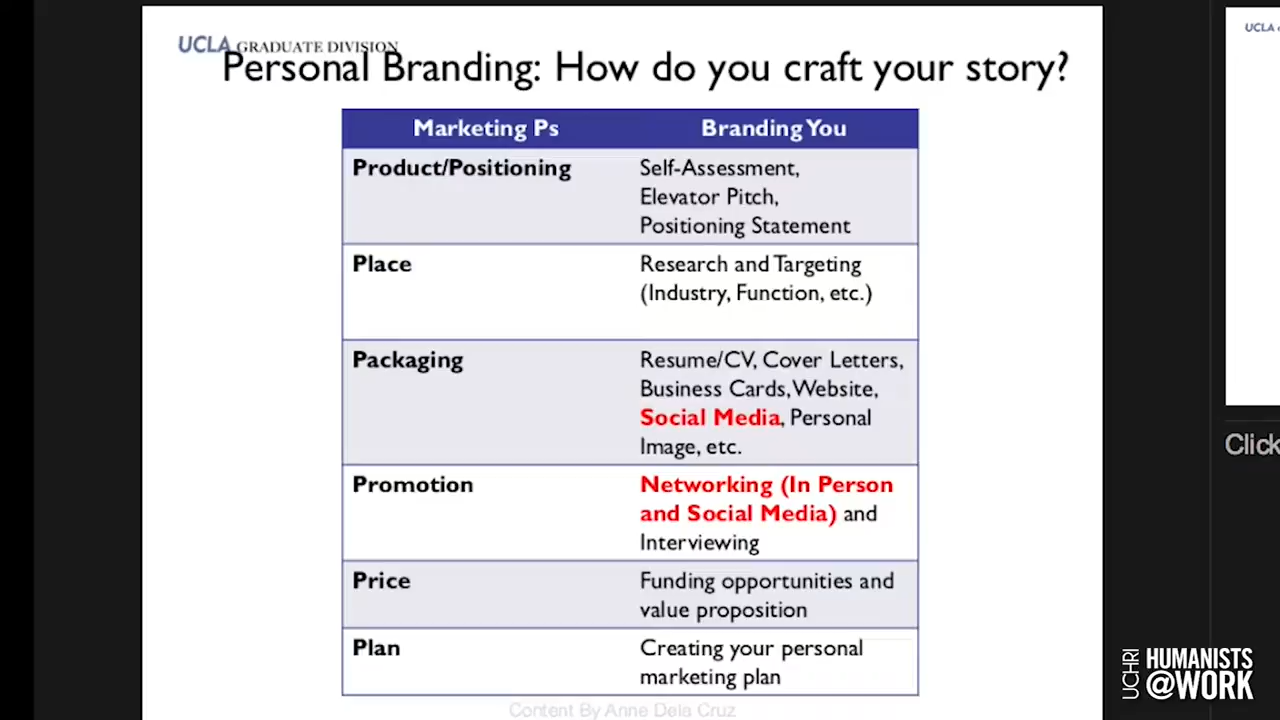 UCLA GRADUATE DIVISION
Personal Branding: How do you craft your story?
Marketing Ps
Branding You
Product/Positioning
Self-Assessment,
Elevator Pitch,
Positioning Statement
Place
Research and Targeting
(Industry, Function, etc.)
Packaging
Resume/CV, Cover Letters,
Business Cards, Website,
Social Media, Personal
Image, etc.
Promotion
Networking (In Person
and Social Media) and
Interviewing
Price
Funding opportunities and
value proposition
Plan
Creating your personal
marketing plan
Content By Anne Dela Cruz
UCLA
Click
UCHRI
HUMANISTS
@WORK